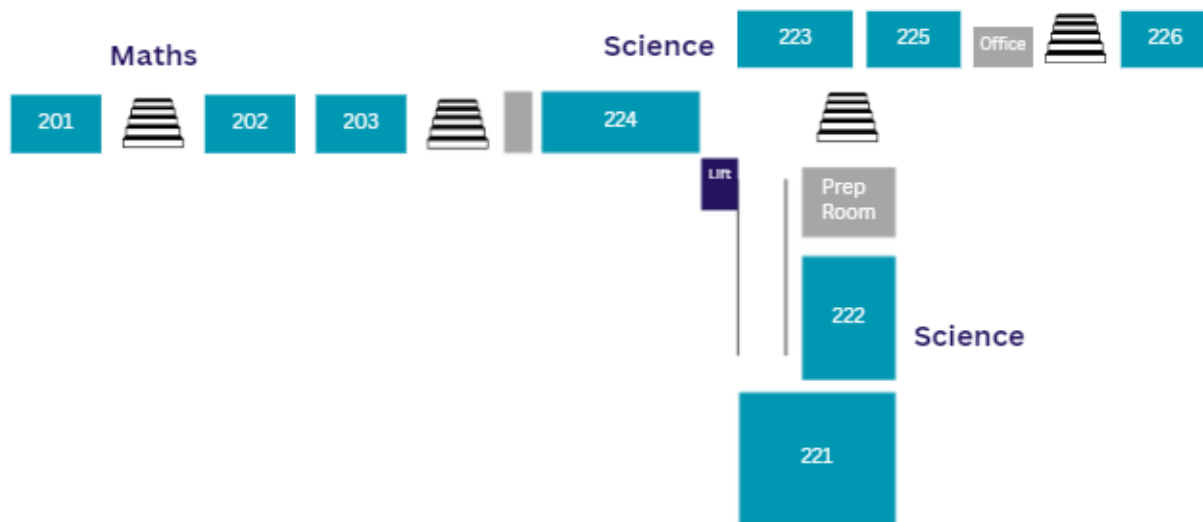 Maths
Science
223
225
Office
226
201
202
203
224
Lift
Prep
Room
222
Science
221